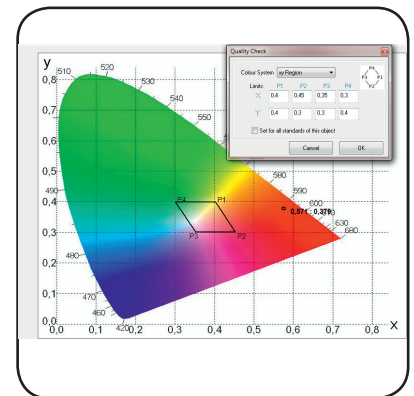 Quality Check
Colour System xy Region
Limits: P1 P2 P3 P4
X 0,4 0,45 0,35 0,3
Y 0,4 0,3 0,3 0,4
Set for all standards of this object
Cancel OK
P4
P3 P1
P2
y
0,8
0,7
0,6
0,5
0,4
0,3
0,2
0,1
0,0
0,0 0,1 0,2 0,3 0,4 0,5 0,6 0,7 0,8 x
510
520
530
540
550
500
580
590
600
490
630
680
480
470
460
420
P4 P1
P3 P2
0,571 ; 0,379